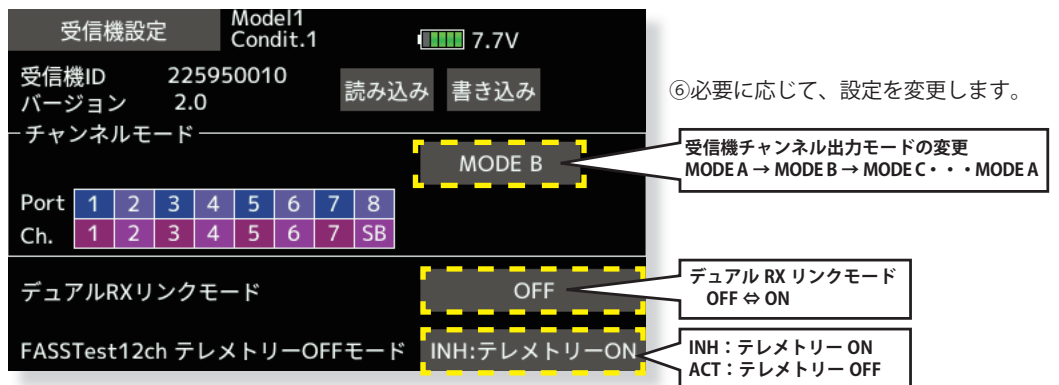 受信機設定
Model1
Condit.1
7.7V
受信機ID 225950010
バージョン 2.0
読み込み 書き込み
チャンネルモード
MODE B
Port 1 2 3 4 5 6 7 8
Ch. 1 2 3 4 5 6 7 SB
デュアルRXリンクモード OFF
FASSTest12ch テレメトリーOFFモード INH:テレメトリーON
⑥必要に応じて、設定を変更します。
受信機チャンネル出力モードの変更
MODE A → MODE B → MODE C・・・MODE A
デュアル RX リンクモード
OFF ⇔ ON
INH：テレメトリー ON
ACT：テレメトリー OFF